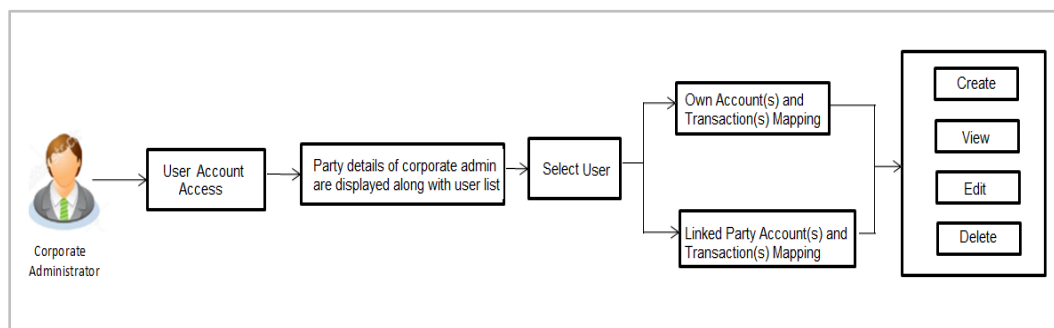 Corporate
Administrator
User Account
Access
Party details of corporate admin
are displayed along with user list
Select User
Own Account(s) and
Transaction(s) Mapping
Linked Party Account(s) and
Transaction(s) Mapping
Create
View
Edit
Delete